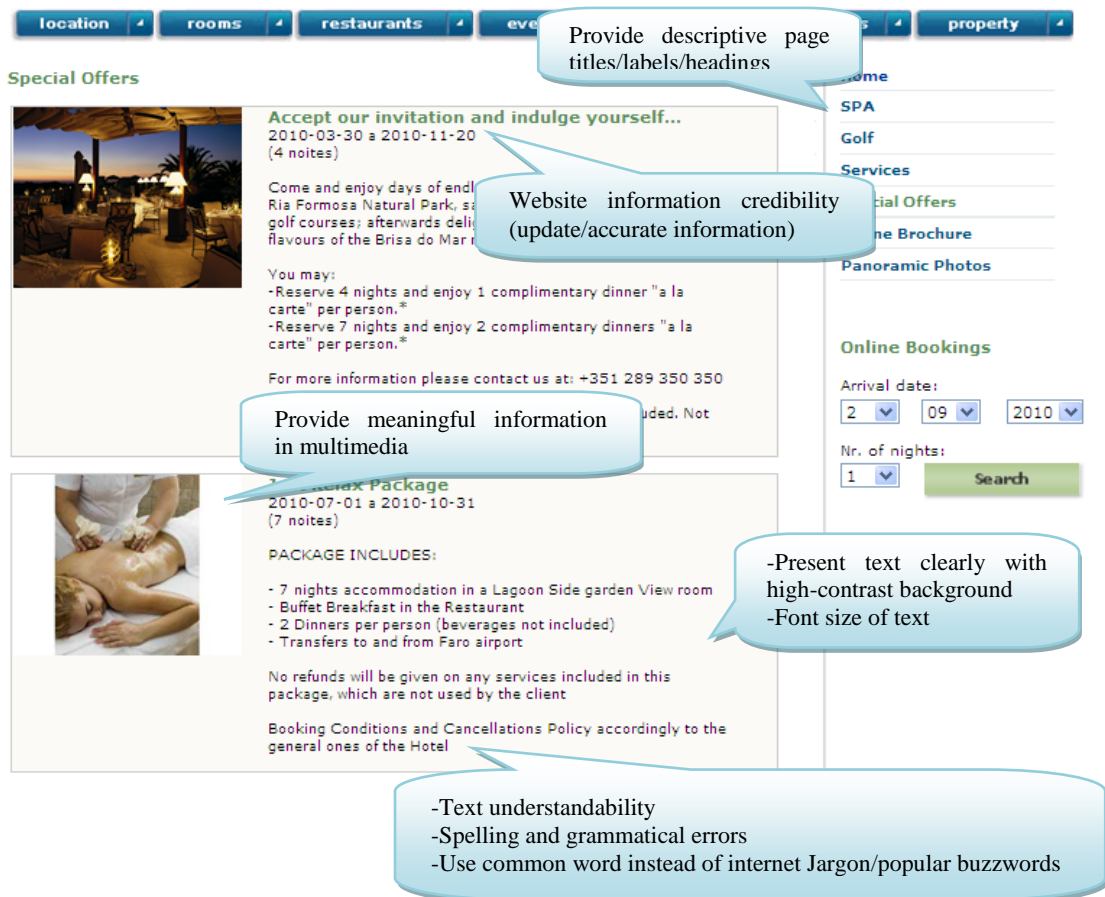 location rooms restaurants property
Provide descriptive page
titles/labels/headings
Special Offers
Accept our invitation and indulge yourself...
2010-03-30 a 2010-11-20
(4 noites)
Come and enjoy days of
Ria Formosa Natural Park,
golf courses; afterwards
flavours of the Brisa do Mar
You may:
-Reserve 4 nights and enjoy 1 complimentary dinner "a la
carte" per person.*
-Reserve 7 nights and enjoy 2 complimentary dinners "a la
carte" per person.*
For more information please contact us at: +351 289 350 350
Not
Website information credibility
(update/accurate information)
Provide meaningful information
in multimedia
Relax Package
2010-07-01 a 2010-10-31
(7 noites)
PACKAGE INCLUDES:
- 7 nights accommodation in a Lagoon Side garden View room
- Buffet Breakfast in the Restaurant
- 2 Dinners per person (beverages not included)
- Transfers to and from Faro airport
No refunds will be given on any services included in this
package, which are not used by the client
Booking Conditions and Cancellations Policy accordingly to the
general ones of the Hotel
Home
SPA
Golf
Services
Offers
Brochure
Panoramic Photos
Online Bookings
Arrival date:
2 09 2010
Nr. of nights:
1 Search
-Present text clearly with
high-contrast background
-Font size of text
-Text understandability
-Spelling and grammatical errors
-Use common word instead of internet Jargon/popular buzzwords